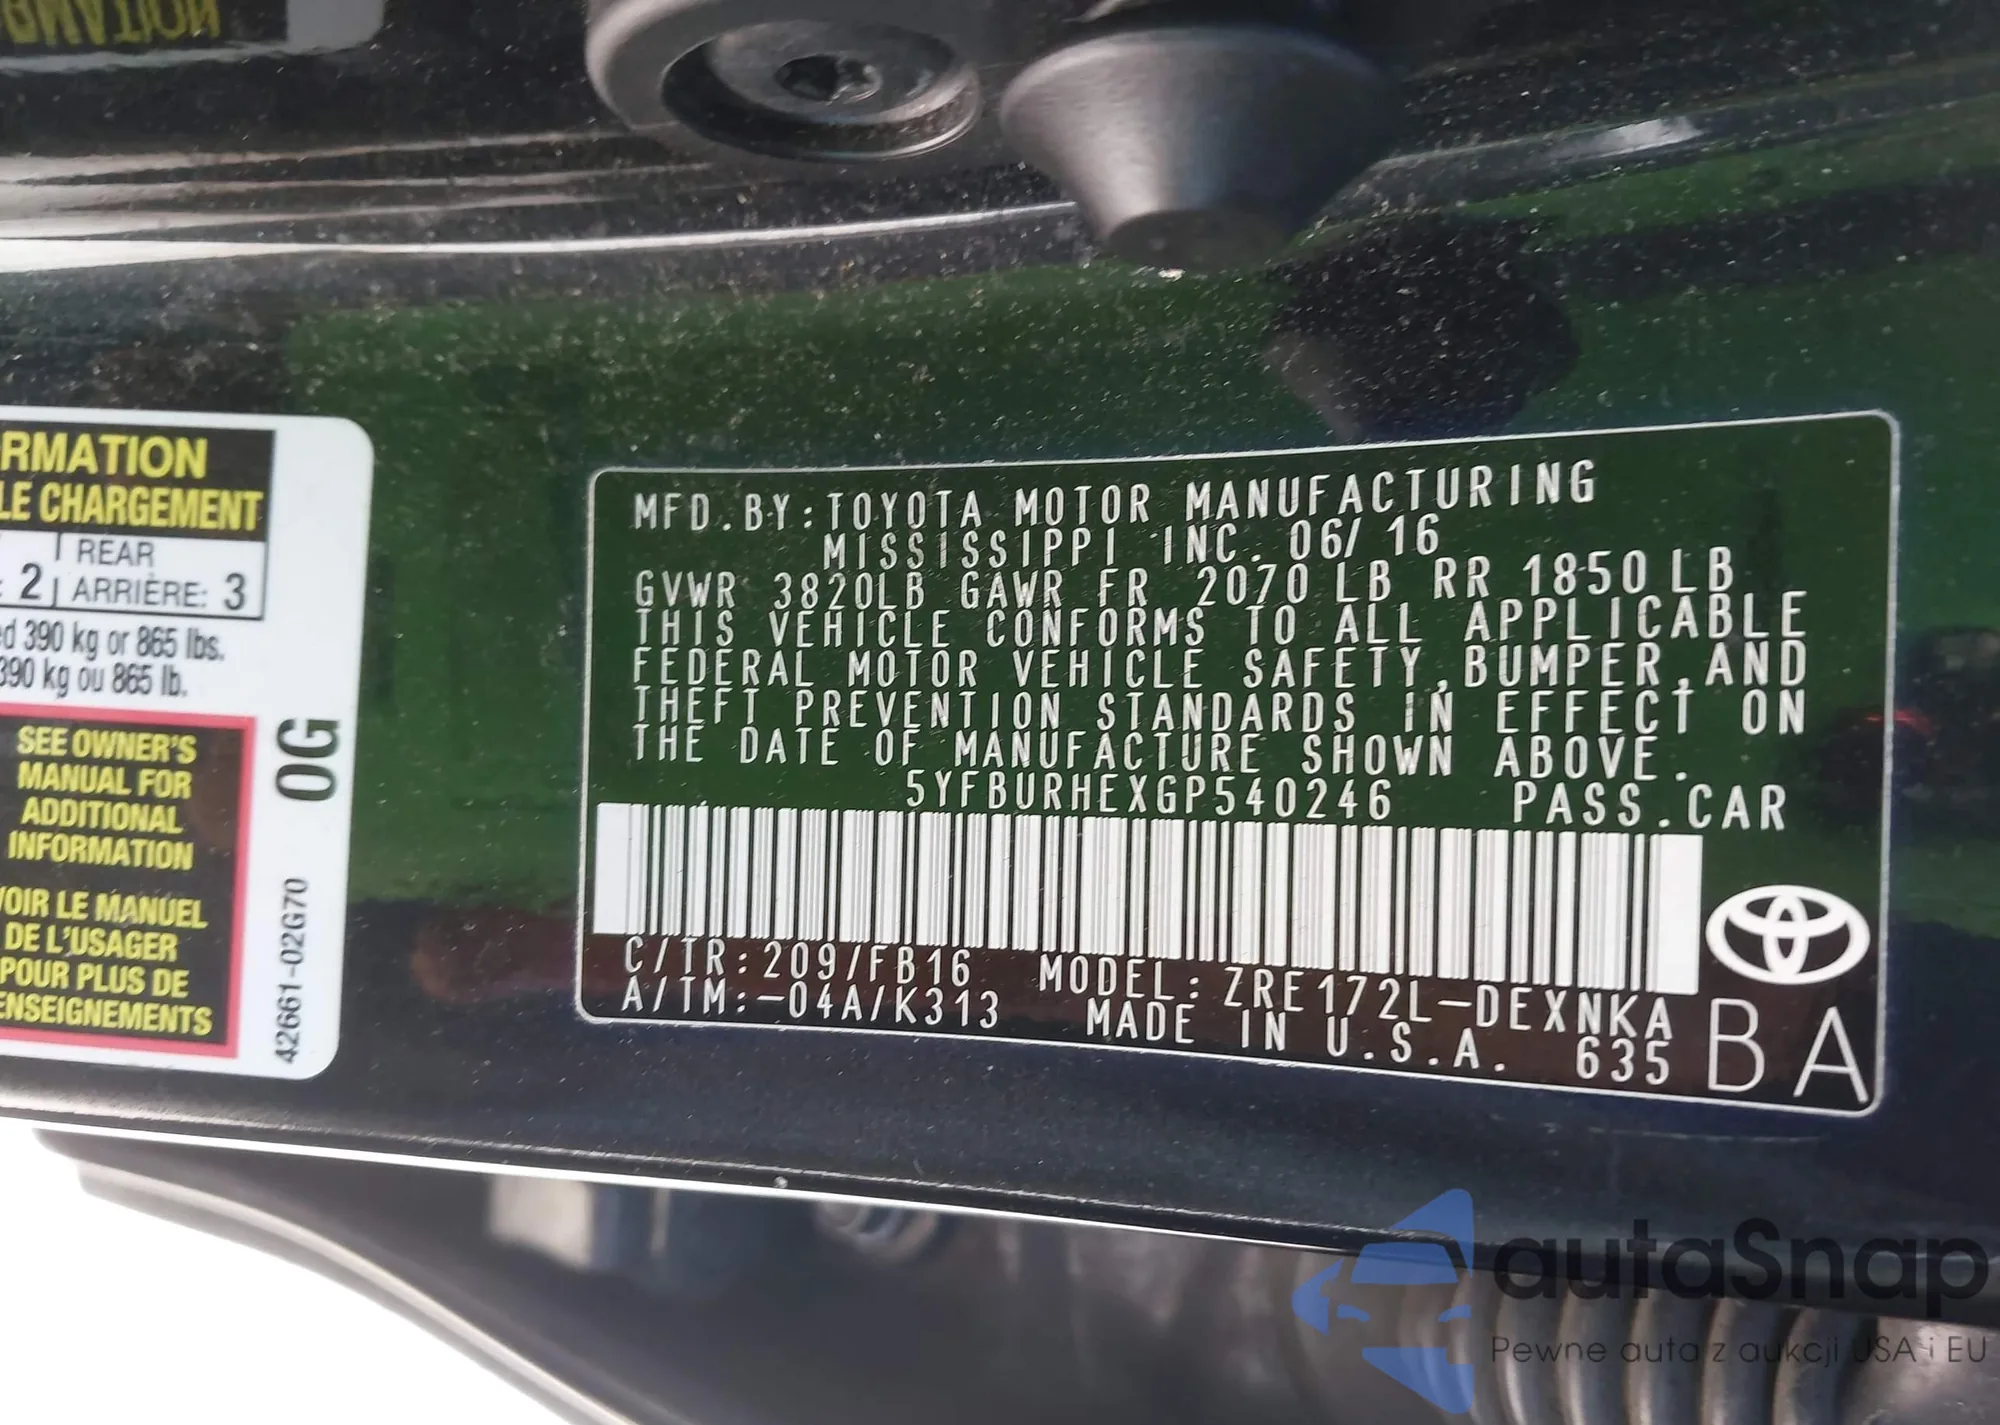 RMATION
LE CHARGEMENT
REAR
2 ARRIÈRE: 3
ed 390 kg or 865 lbs.
390 kg ou 865 lb.
SEE OWNER'S
MANUAL FOR
ADDITIONAL
INFORMATION
VOIR LE MANUEL
DE L'USAGER
POUR PLUS DE
ENSEIGNEMENTS
0G
42661-02G70
MFD.BY:TOYOTA MOTOR MANUFACTURING
MISSISSIPPI INC. 06/16
GVWR 3820LB GAWR FR 2070LB RR 1850LB
THIS VEHICLE CONFORMS TO ALL APPLICABLE
FEDERAL MOTOR VEHICLE SAFETY,BUMPER,AND
THEFT PREVENTION STANDARDS IN EFFECT ON
THE DATE OF MANUFACTURE SHOWN ABOVE.
5YFBURHEXGP540246 PASS.CAR
C/TR:209/FB16 MODEL:ZRE172L-DEXNKA
A/TM:-04A/K313 MADE IN U.S.A. 635
BA
autaSnap
Pewne auta z aukcji USA i EU